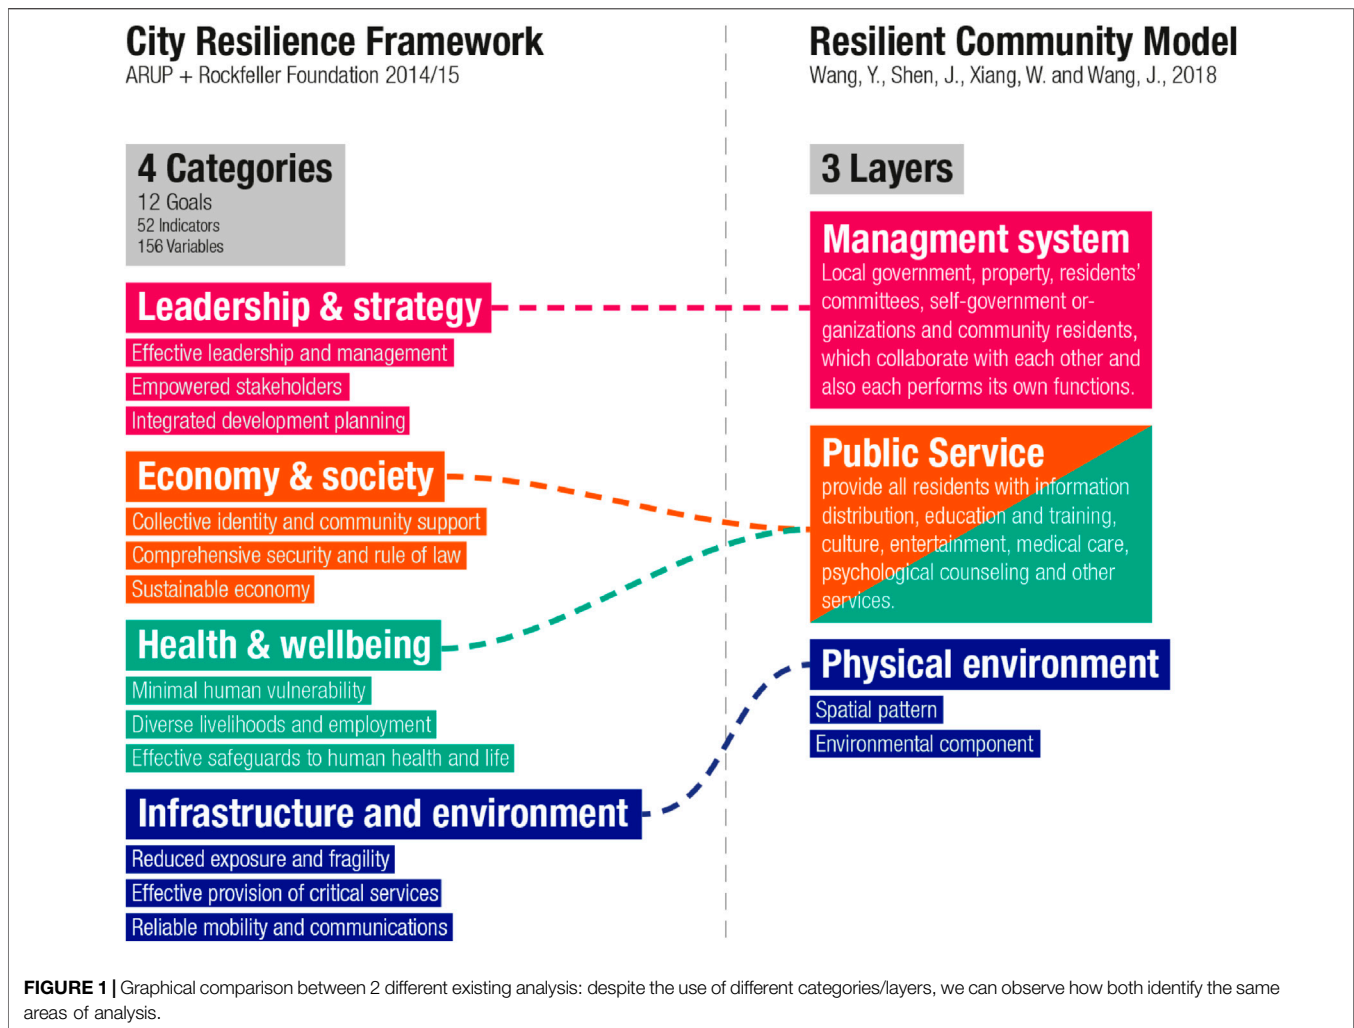 City Resilience Framework
ARUP + Rockfeller Foundation 2014/15
4 Categories
12 Goals
52 Indicators
156 Variables
Leadership & strategy
Effective leadership and management
Empowered stakeholders
Integrated development planning
Economy & society
Collective identity and community support
Comprehensive security and rule of law
Sustainable economy
Health & wellbeing
Minimal human vulnerability
Diverse livelihoods and employment
Effective safeguards to human health and life
Infrastructure and environment
Reduced exposure and fragility
Effective provision of critical services
Reliable mobility and communications
Resilient Community Model
Wang, Y., Shen, J., Xiang, W. and Wang, J., 2018
3 Layers
Managment system
Local government, property, residents'
committees, self-government or-
ganizations and community residents,
which collaborate with each other and
also each performs its own functions.
Public Service
provide all residents with information
distribution, education and training,
culture, entertainment, medical care,
psychological counseling and other
services.
Physical environment
Spatial pattern
Environmental component
FIGURE 1 | Graphical comparison between 2 different existing analysis: despite the use of different categories/layers, we can observe how both identify the same
areas of analysis.